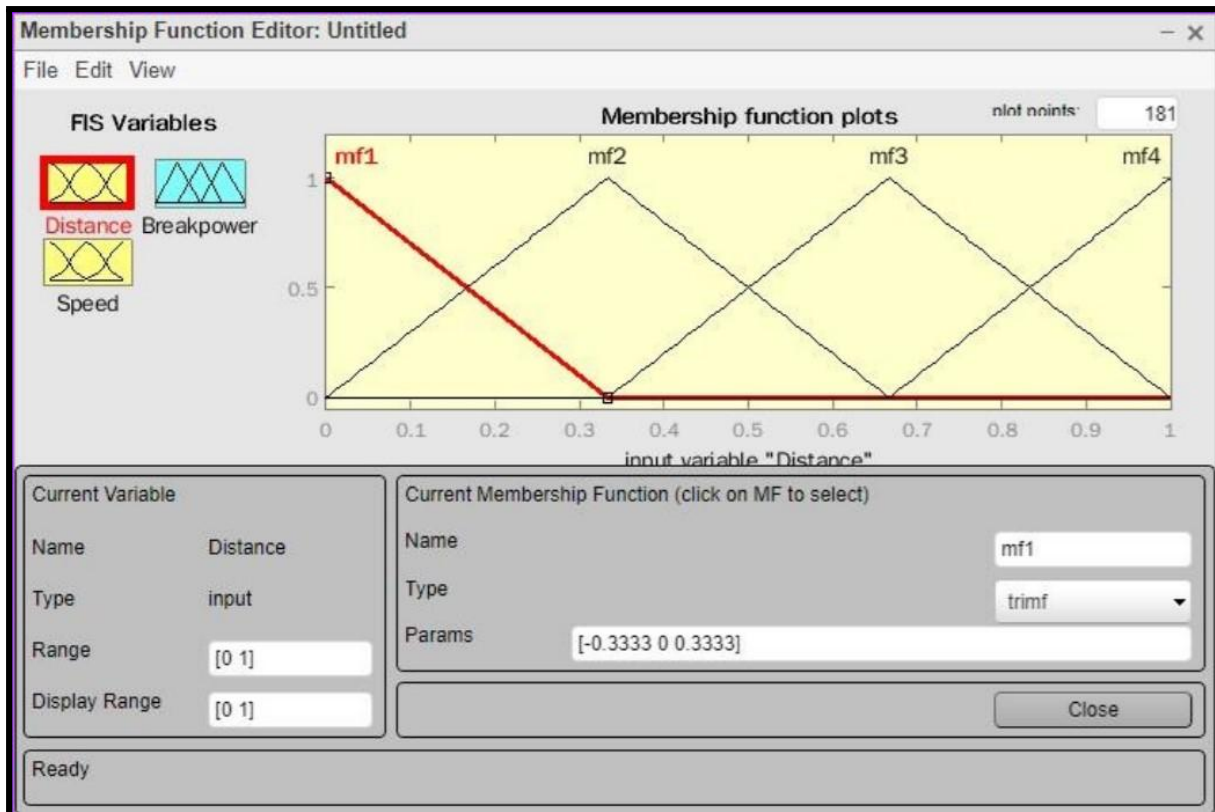 Membership Function Editor: Untitled
File Edit View
FIS Variables
Distance Breakpower
Speed
Membership function plots
plot points: 181
mf1 mf2 mf3 mf4
1
0.5
0
0 0.1 0.2 0.3 0.4 0.5 0.6 0.7 0.8 0.9 1
input variable "Distance"
Current Variable
Name Distance
Type input
Range [0 1]
Display Range [0 1]
Current Membership Function (click on MF to select)
Name mf1
Type trimf
Params [-0.3333 0 0.3333]
Close
Ready